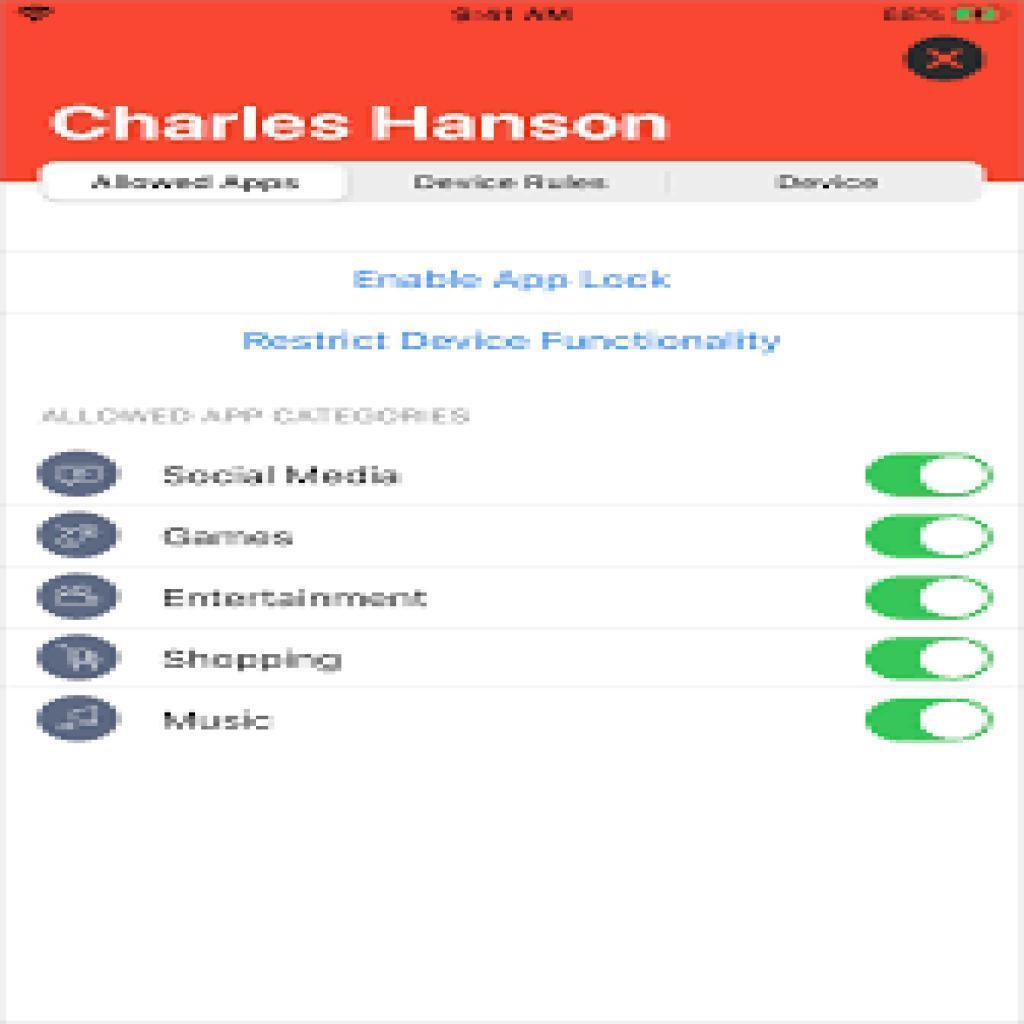 9:41 AM
Charles Hanson
Allowed Apps
Device Rules
Device
Enable App Lock
Restrict Device Functionality
ALLOWED APP CATEGORIES
Social Media
Games
Entertainment
Shopping
Music